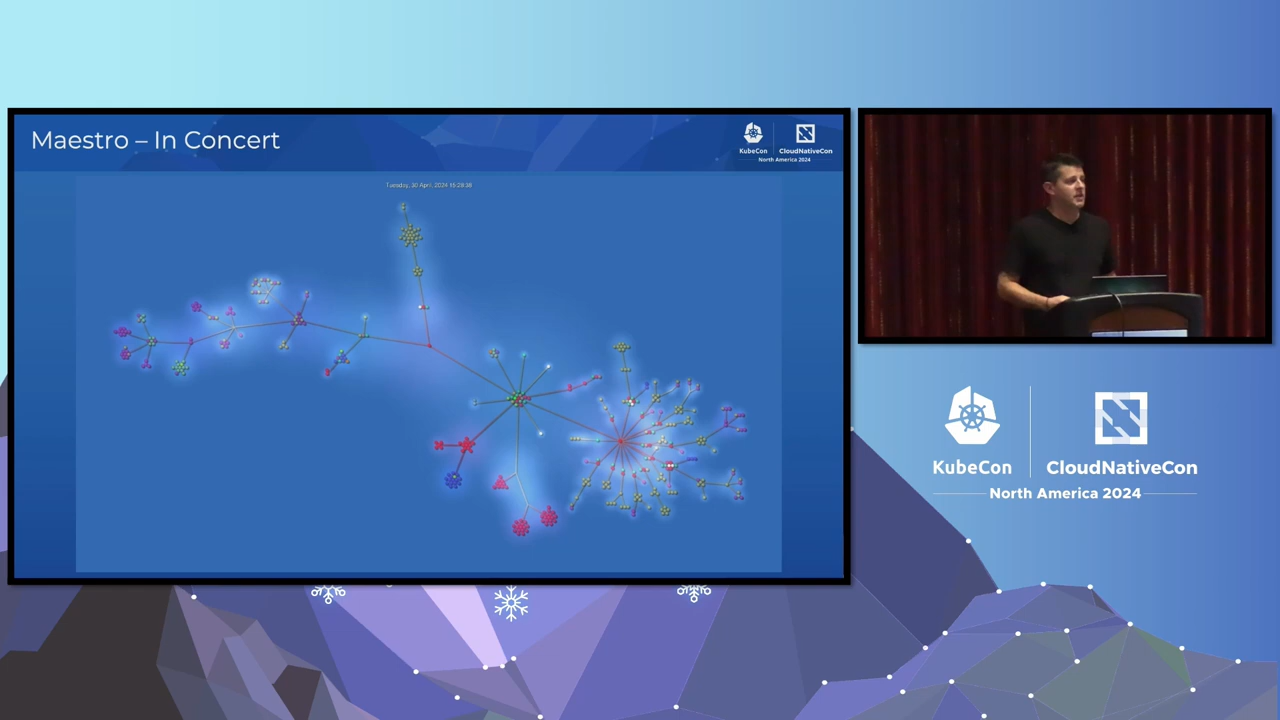 Maestro – In Concert
KubeCon
CloudNativeCon
North America 2024
Tuesday, 30 April, 2024 15:29:38
KubeCon
CloudNativeCon
North America 2024